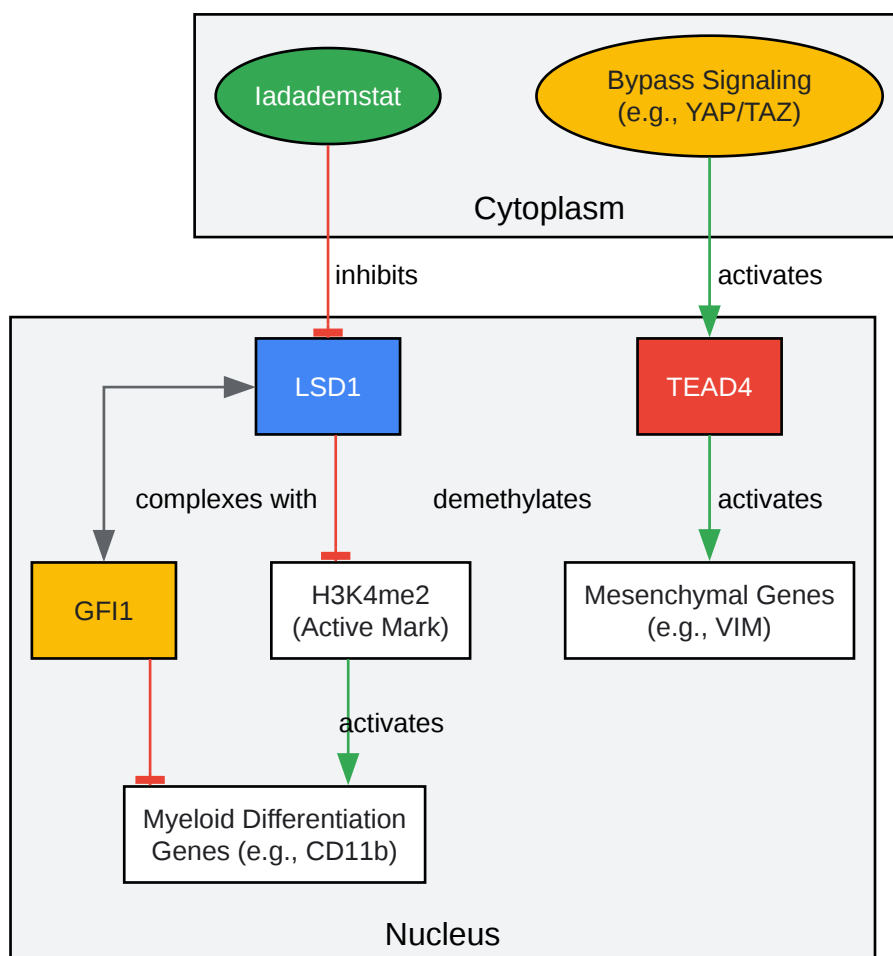 Iadademstat
Bypass Signaling
(e.g., YAP/TAZ)
Cytoplasm
inhibits
activates
LSD1
TEAD4
complexes with
demethylates
activates
GFI1
H3K4me2
(Active Mark)
Mesenchymal Genes
(e.g., VIM)
activates
Myeloid Differentiation
Genes (e.g., CD11b)
Nucleus